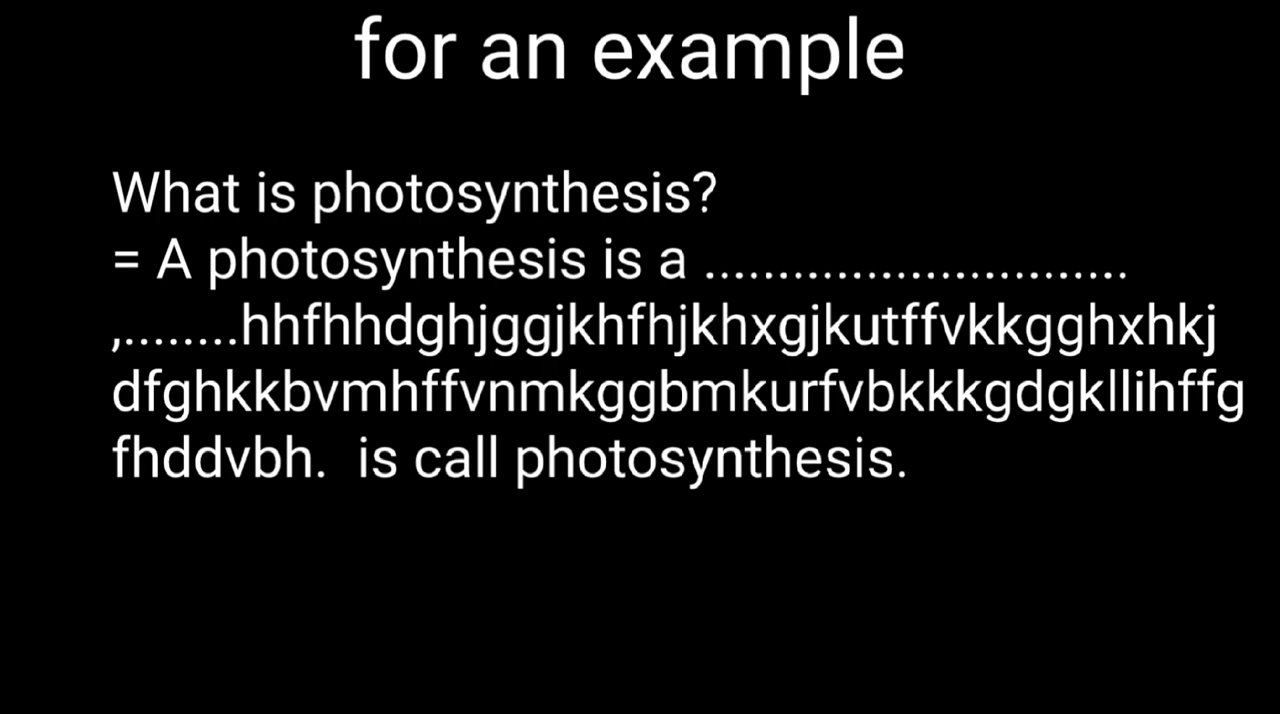 for an example
What is photosynthesis?
= A photosynthesis is a .............................
,........hhfhhdghjggjkhfhjkhxgjkutffvkkgghxhkj
dfghkkbvmhffvnmkggbmkurfvbkkkgdgkllihffg
fhddvbh.  is call photosynthesis.